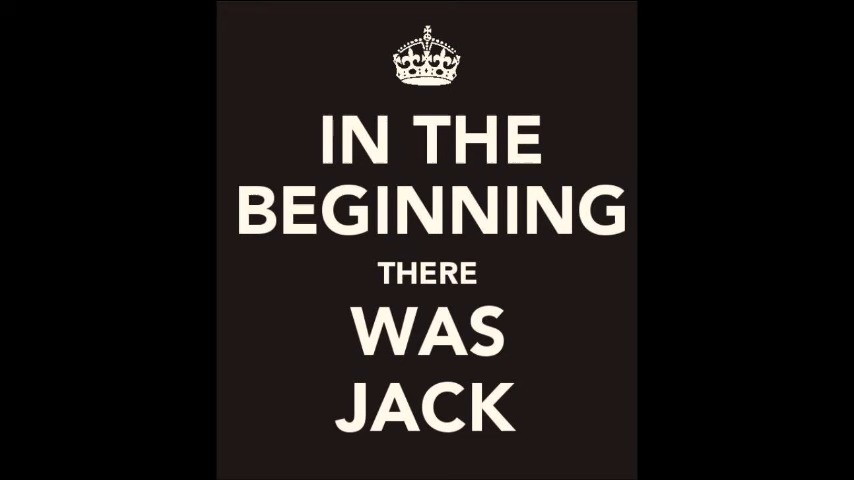 IN THE
BEGINNING
THERE
WAS
JACK